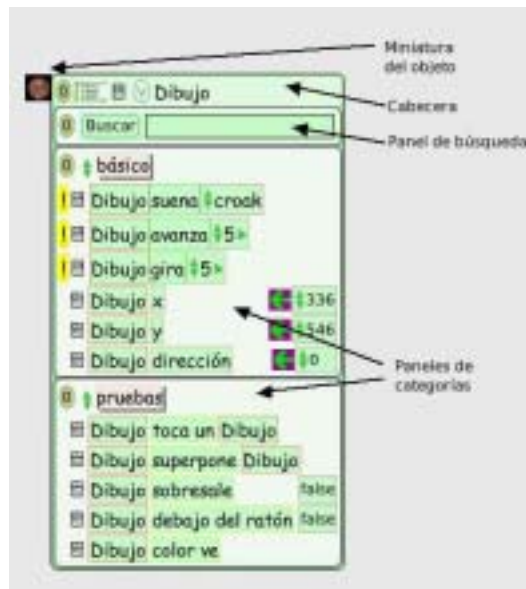 Miniatura
del objeto
Dibujo
Cabecera
Buscar
Panel de búsqueda
básico
! Dibujo suena croak
! Dibujo avanza 5
! Dibujo gira 5
Dibujo x 336
Dibujo y 546
Dibujo dirección 0
Paneles de
categorías
pruebas
Dibujo toca un Dibujo
Dibujo superpone Dibujo
Dibujo sobresale false
Dibujo debajo del ratón false
Dibujo color ve